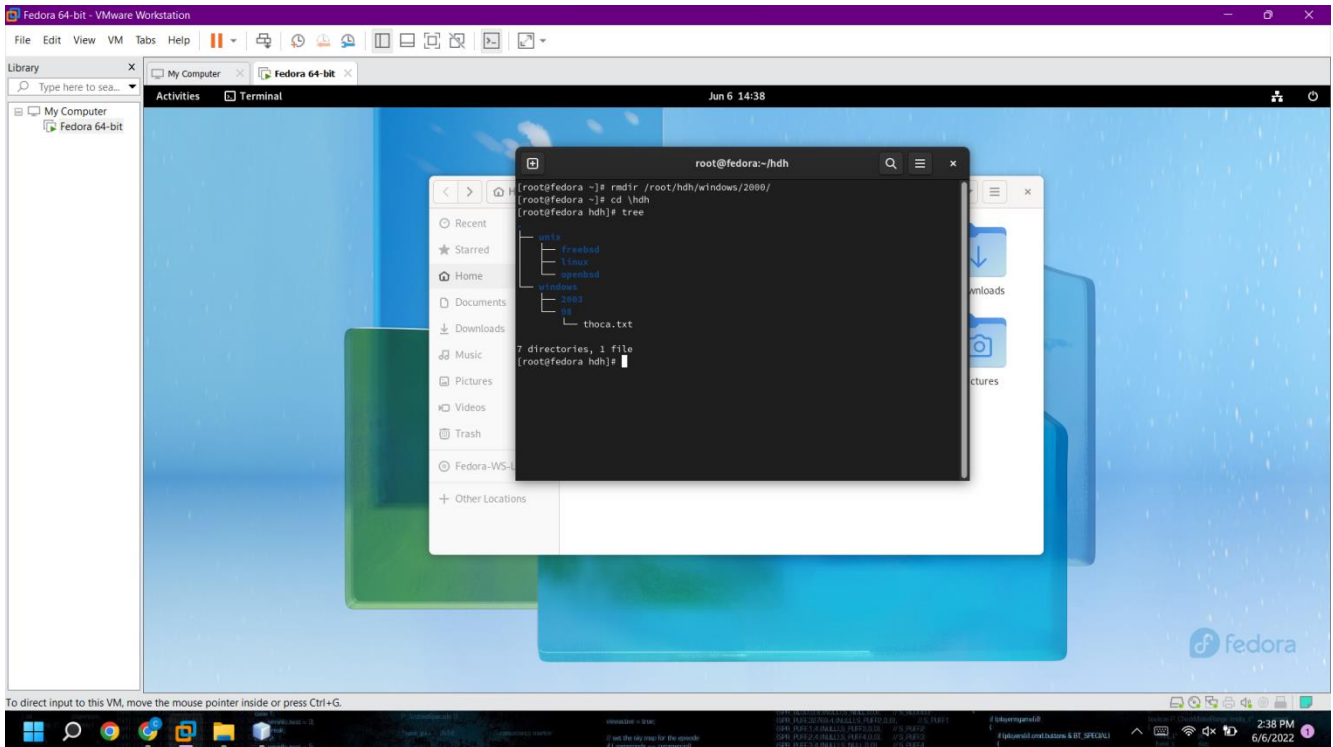 Fedora 64-bit - VMware Workstation
File Edit View VM Tabs Help
Library
Type here to sea...
My Computer
Fedora 64-bit
My Computer
Fedora 64-bit
Activities
Terminal
Jun 6 14:38
root@fedora:~/hdh
[root@fedora ~]# rmdir /root/hdh/windows/2000/
[root@fedora ~]# cd \hdh
[root@fedora hdh]# tree
.
├── unix
│   ├── freebsd
│   ├── linux
│   └── openbsd
└── windows
    ├── 2003
    └── 98
        └── thoca.txt
7 directories, 1 file
[root@fedora hdh]#
Recent
Starred
Home
Documents
Downloads
Music
Pictures
Videos
Trash
Fedora-WS-L
+ Other Locations
wnloads
ctures
fedora
To direct input to this VM, move the mouse pointer inside or press Ctrl+G.
2:38 PM
6/6/2022
1